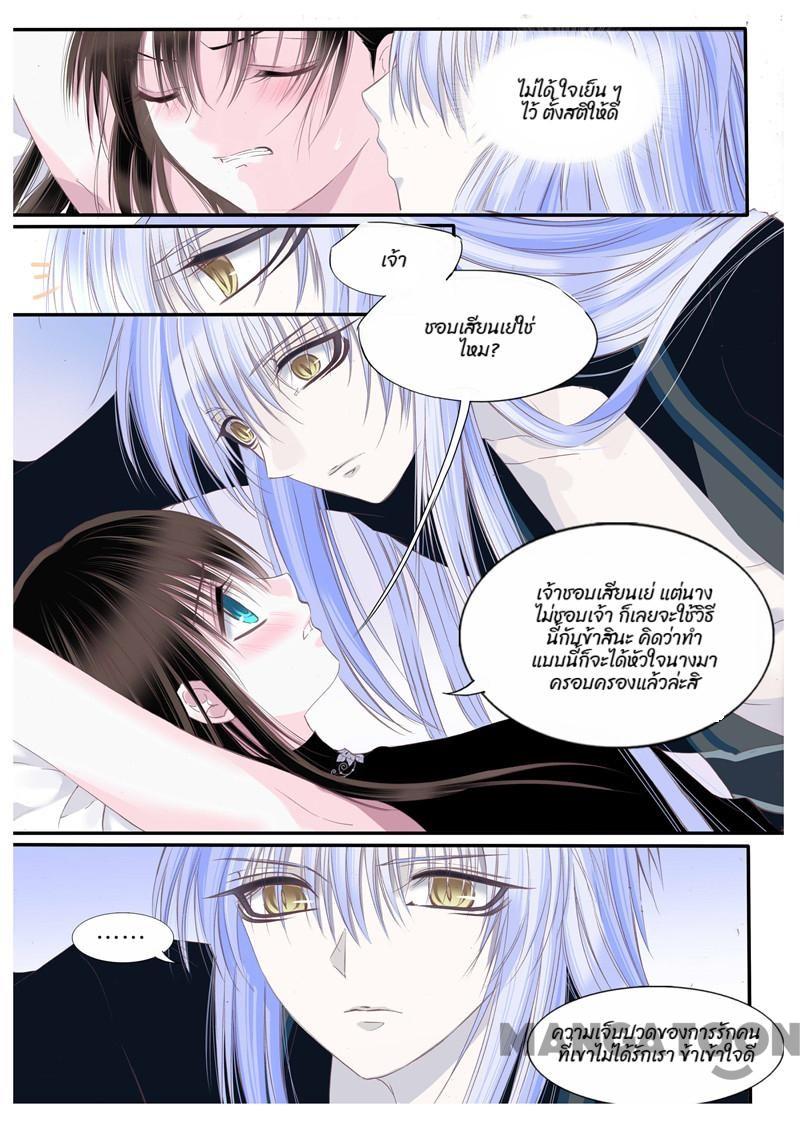 ไม่ได้ ใจเย็น ๆ
ไว้ ตั้งสติให้ดี
เจ้า
ชอบเสียนเย่ใช่
ไหม?
เจ้าชอบเสียนเย่ แต่นาง
ไม่ชอบเจ้า ก็เลยจะใช้วิธี
นี้กับข้าสินะ คิดว่าทำ
แบบนี้ก็จะได้หัวใจนางมา
ครอบครองแล้วล่ะสิ
......
ความเจ็บปวดของการรักคน
ที่เขาไม่ได้รักเรา ข้าเข้าใจดี
MANGATOON